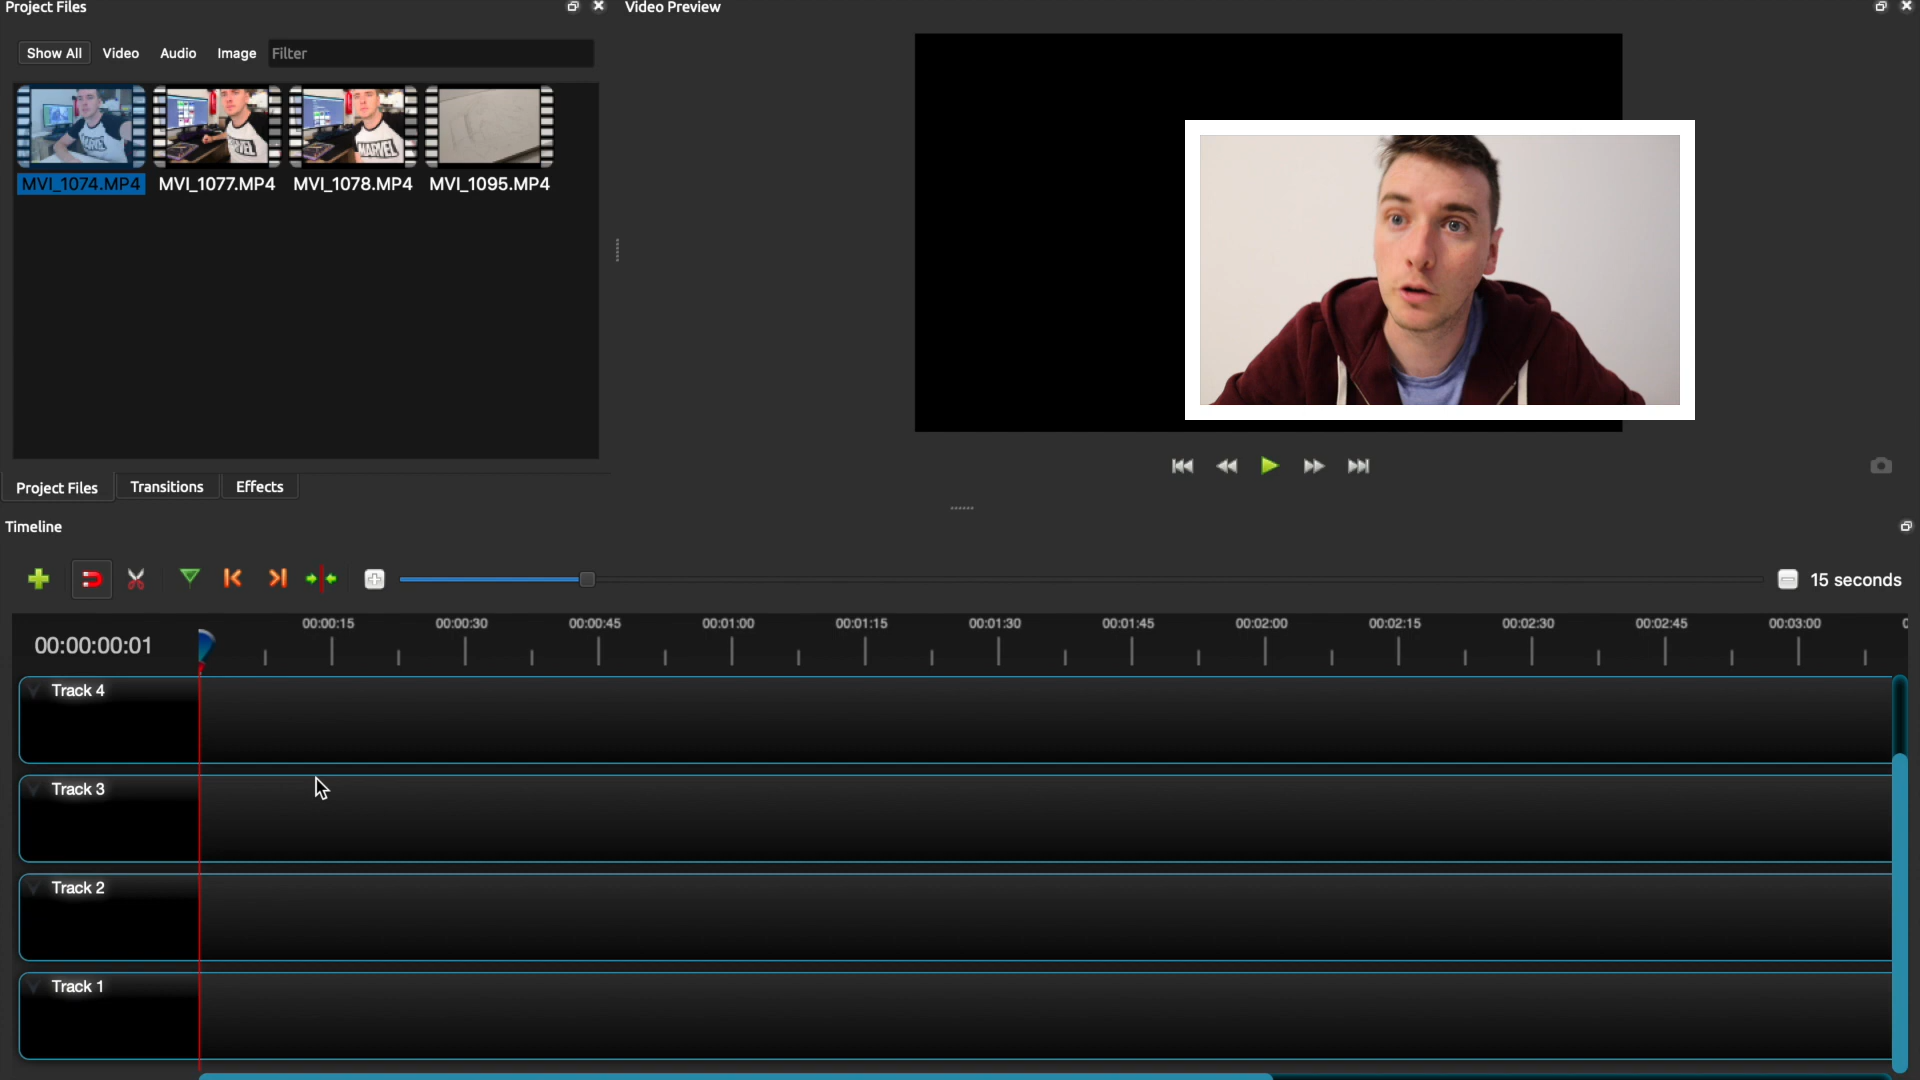 Project Files
Video Preview
Show All Video Audio Image Filter
MARVEL
MARVEL
MARVEL
MVI_1074.MP4 MVI_1077.MP4 MVI_1078.MP4 MVI_1095.MP4
Project Files Transitions Effects
Timeline
15 seconds
00:00:00:01
00:00:15 00:00:30 00:00:45 00:01:00 00:01:15 00:01:30 00:01:45 00:02:00 00:02:15 00:02:30 00:02:45 00:03:00
Track 4
Track 3
Track 2
Track 1